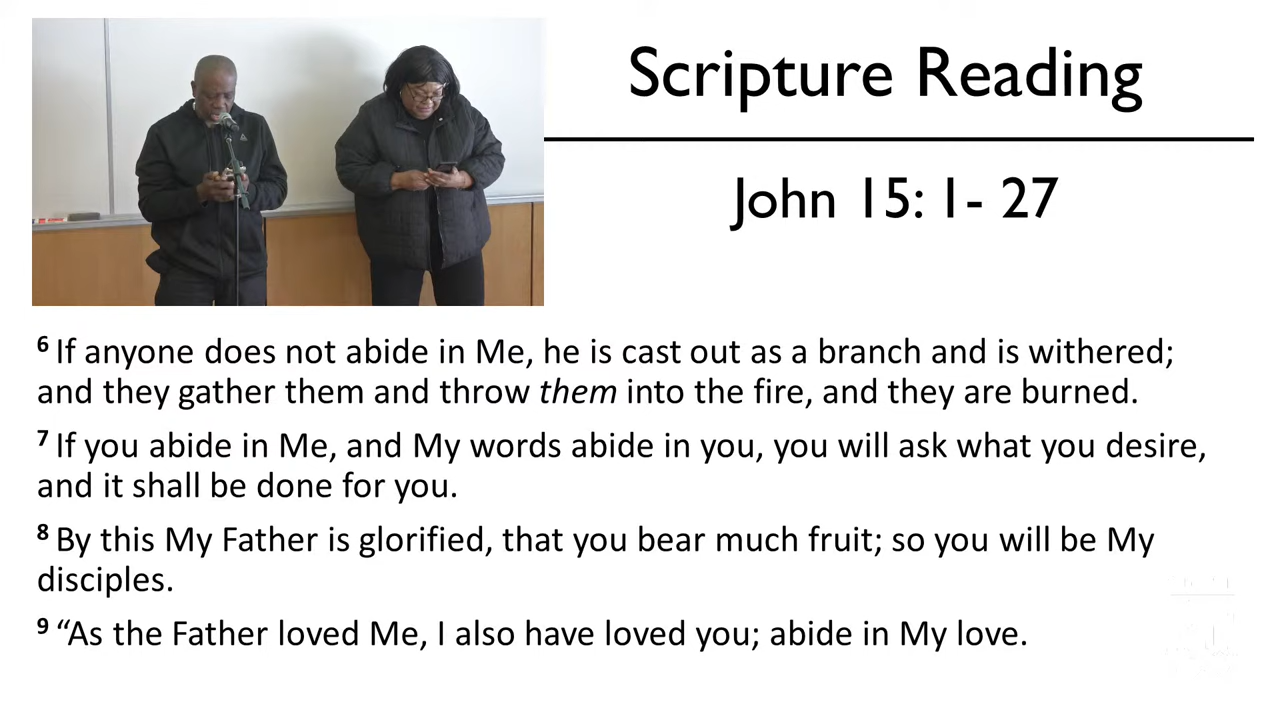 Scripture Reading
John 15: 1- 27
6 If anyone does not abide in Me, he is cast out as a branch and is withered;
and they gather them and throw them into the fire, and they are burned.
7 If you abide in Me, and My words abide in you, you will ask what you desire,
and it shall be done for you.
8 By this My Father is glorified, that you bear much fruit; so you will be My
disciples.
9 “As the Father loved Me, I also have loved you; abide in My love.